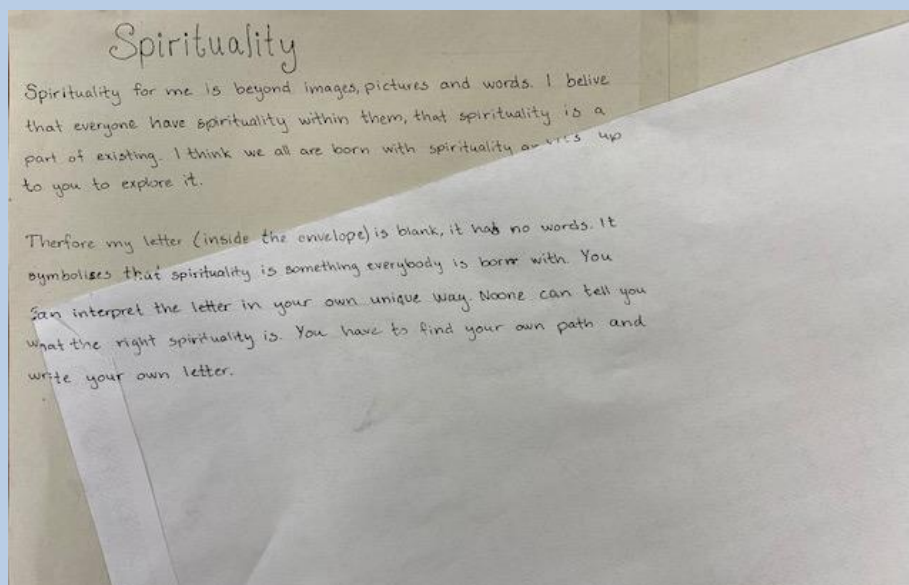 Spirituality
Spirituality for me is beyond images, pictures and words. I belive
that everyone have spirituality within them, that spirituality is a
part of existing. I think we all are born with spirituality up
to you to explore it.
Therfore my letter (inside the envelope) is blank, it has no words. It
symbolises that spirituality is something everybody is born with. You
can interpret the letter in your own unique way. Noone can tell you
what the right spirituality is. You have to find your own path and
write your own letter.